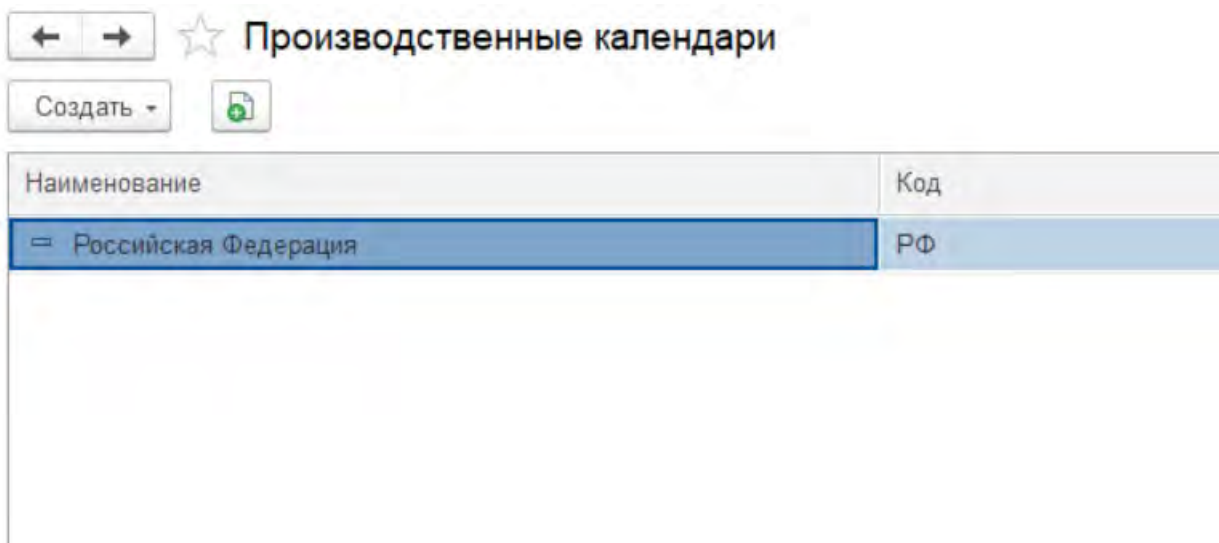 Производственные календари
Создать
Наименование Код
Российская Федерация РФ